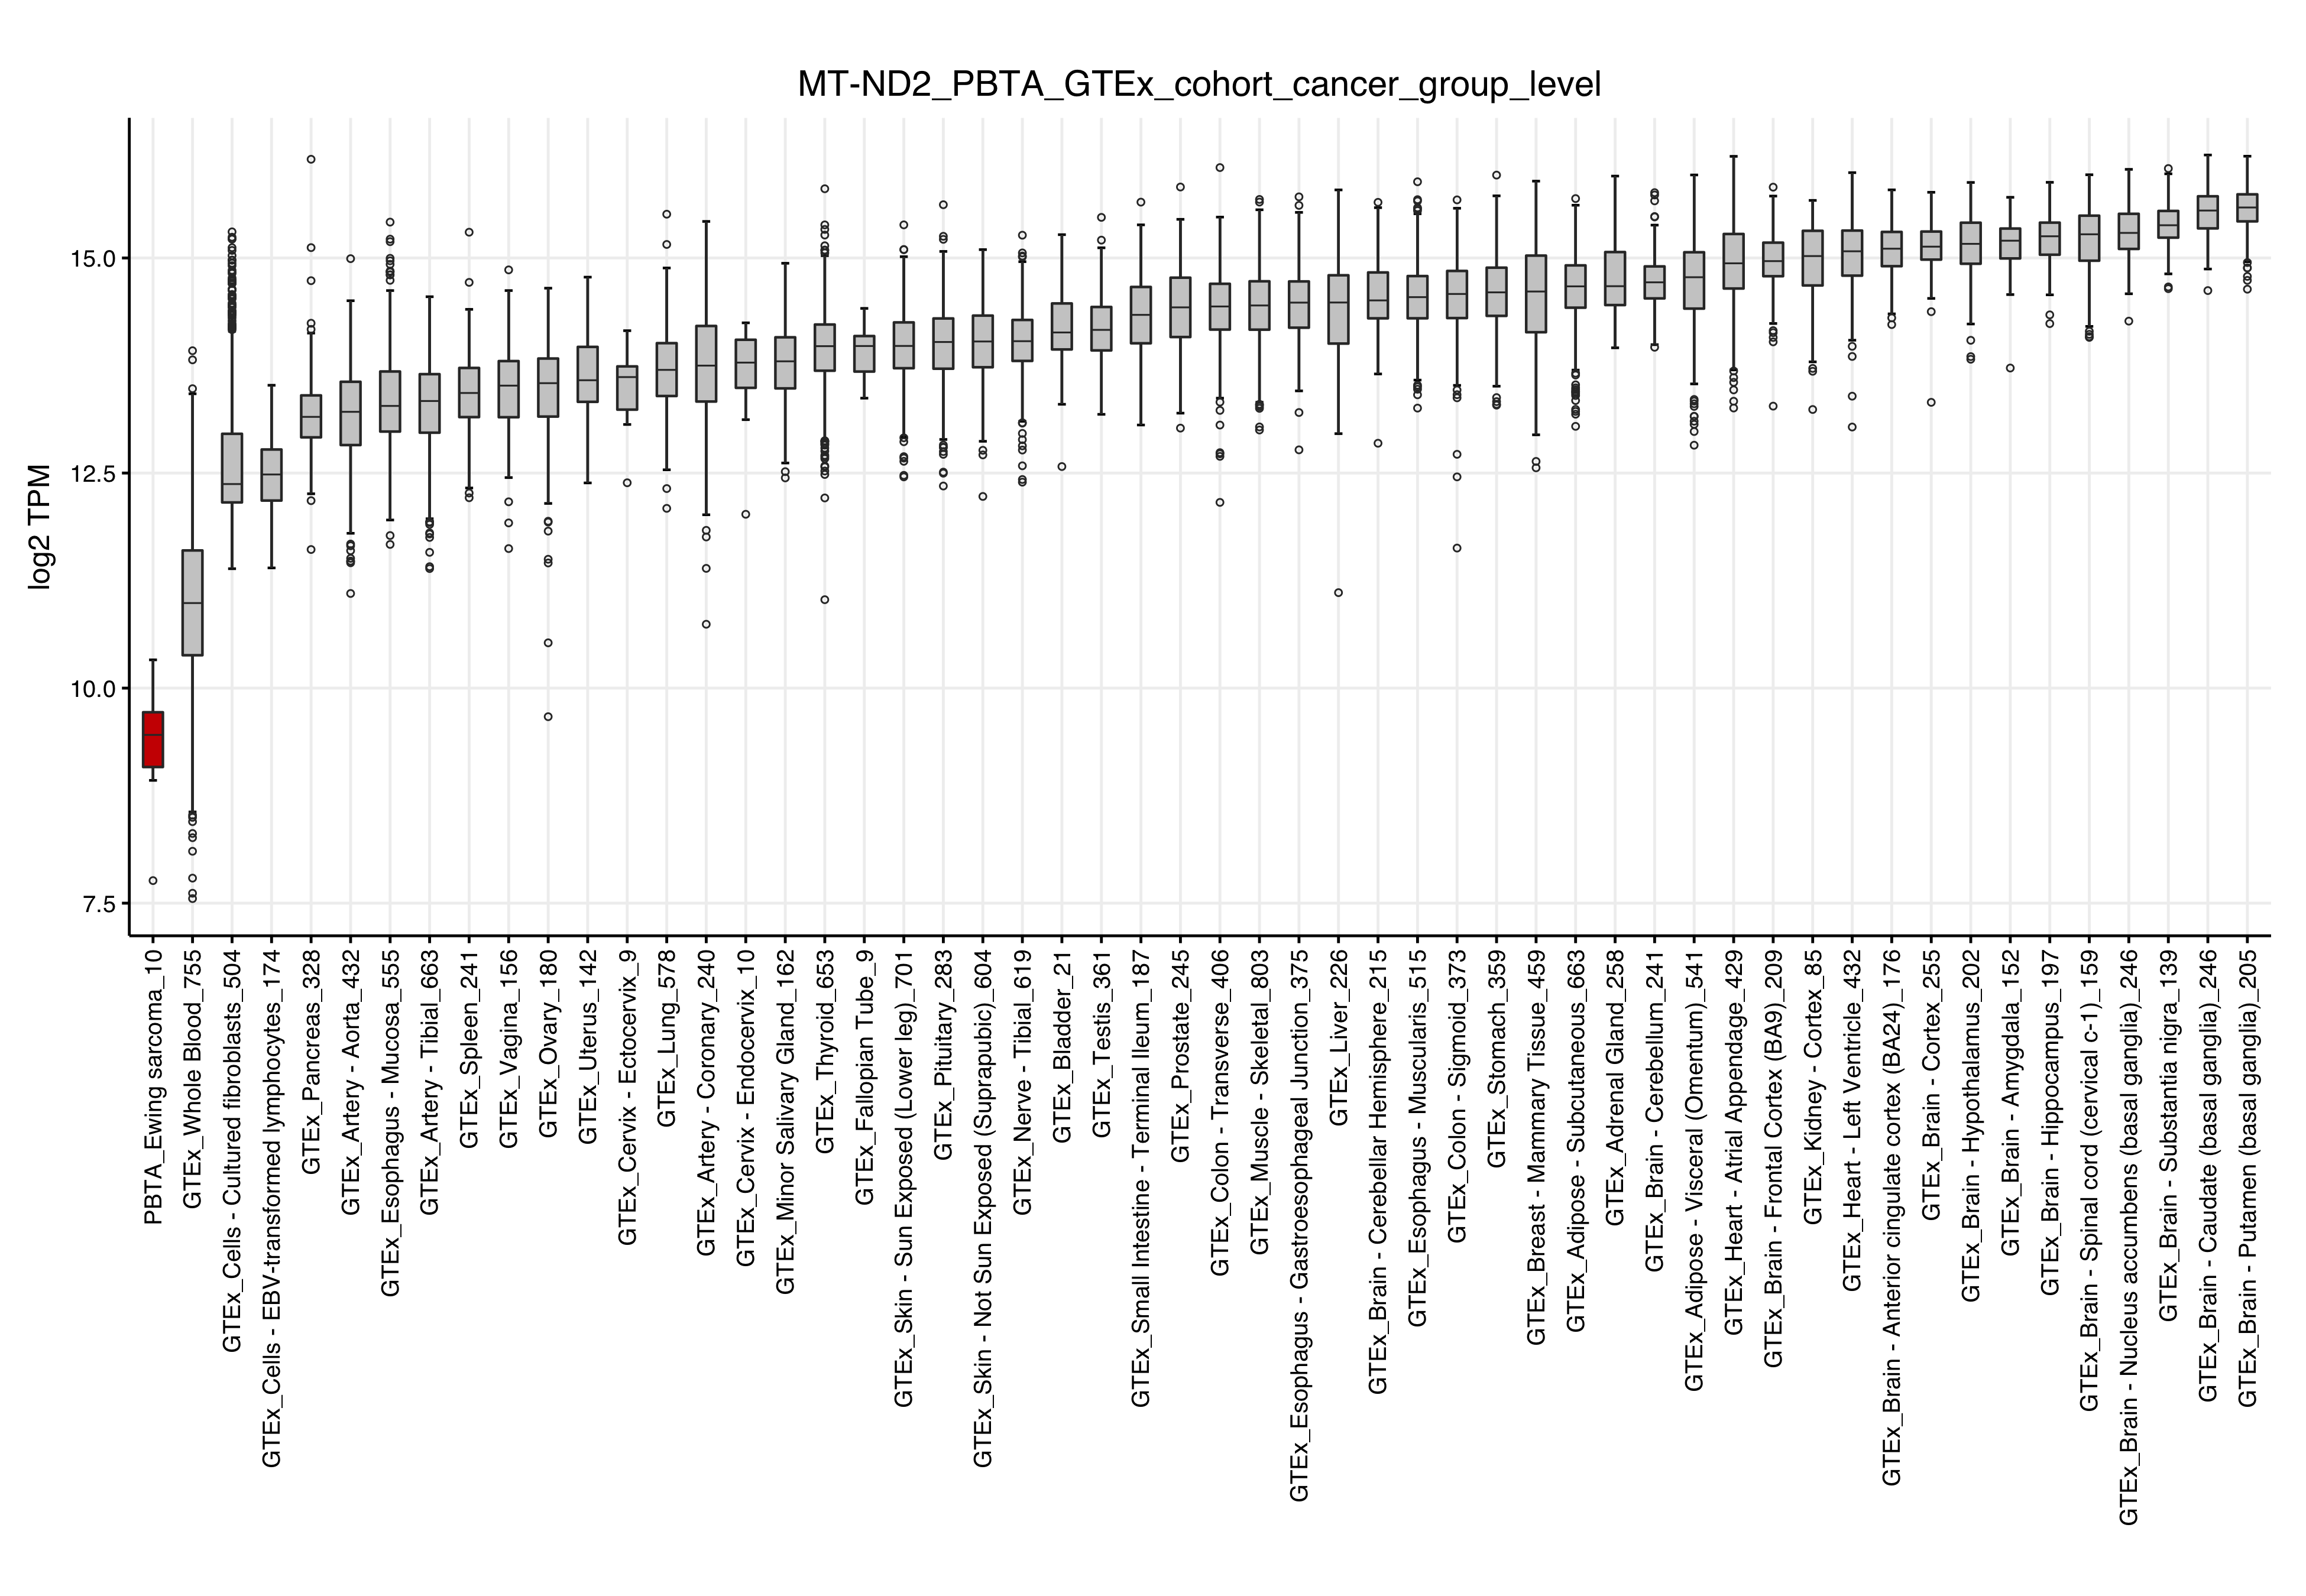 MT-ND2_PBTA_GTEx_cohort_cancer_group_level
log2 TPM
15.0
12.5
10.0
7.5
PBTA_Ewing sarcoma_10
GTEx_Whole Blood_755
GTEx_Cells - Cultured fibroblasts_504
GTEx_Cells - EBV-transformed lymphocytes_174
GTEx_Pancreas_328
GTEx_Artery - Aorta_432
GTEx_Esophagus - Mucosa_555
GTEx_Artery - Tibial_663
GTEx_Spleen_241
GTEx_Vagina_156
GTEx_Ovary_180
GTEx_Uterus_142
GTEx_Cervix - Ectocervix_9
GTEx_Lung_578
GTEx_Artery - Coronary_240
GTEx_Cervix - Endocervix_10
GTEx_Minor Salivary Gland_162
GTEx_Thyroid_653
GTEx_Fallopian Tube_9
GTEx_Skin - Sun Exposed (Lower leg)_701
GTEx_Pituitary_283
GTEx_Skin - Not Sun Exposed (Suprapubic)_604
GTEx_Nerve - Tibial_619
GTEx_Bladder_21
GTEx_Testis_361
GTEx_Small Intestine - Terminal Ileum_187
GTEx_Prostate_245
GTEx_Colon - Transverse_406
GTEx_Muscle - Skeletal_803
GTEx_Esophagus - Gastroesophageal Junction_375
GTEx_Liver_226
GTEx_Brain - Cerebellar Hemisphere_215
GTEx_Esophagus - Muscularis_515
GTEx_Colon - Sigmoid_373
GTEx_Stomach_359
GTEx_Breast - Mammary Tissue_459
GTEx_Adipose - Subcutaneous_663
GTEx_Adrenal Gland_258
GTEx_Brain - Cerebellum_241
GTEx_Adipose - Visceral (Omentum)_541
GTEx_Heart - Atrial Appendage_429
GTEx_Brain - Frontal Cortex (BA9)_209
GTEx_Kidney - Cortex_85
GTEx_Heart - Left Ventricle_432
GTEx_Brain - Anterior cingulate cortex (BA24)_176
GTEx_Brain - Cortex_255
GTEx_Brain - Hypothalamus_202
GTEx_Brain - Amygdala_152
GTEx_Brain - Hippocampus_197
GTEx_Brain - Spinal cord (cervical c-1)_159
GTEx_Brain - Nucleus accumbens (basal ganglia)_246
GTEx_Brain - Substantia nigra_139
GTEx_Brain - Caudate (basal ganglia)_246
GTEx_Brain - Putamen (basal ganglia)_205